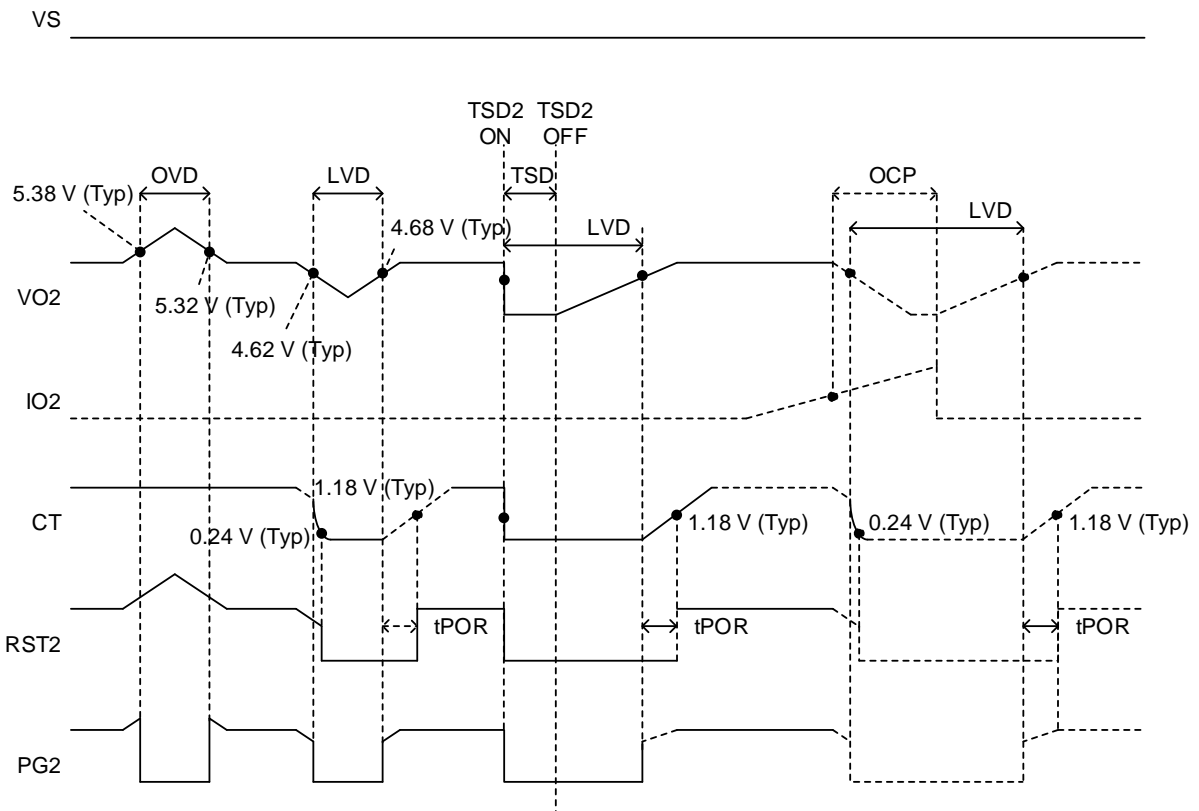 VS
TSD2 ON
TSD2 OFF
OVD
LVD
TSD
OCP
5.38 V (Typ)
4.68 V (Typ)
LVD
LVD
VO2
5.32 V (Typ)
4.62 V (Typ)
IO2
1.18 V (Typ)
CT
0.24 V (Typ)
1.18 V (Typ)
0.24 V (Typ)
1.18 V (Typ)
RST2
tPOR
tPOR
tPOR
PG2